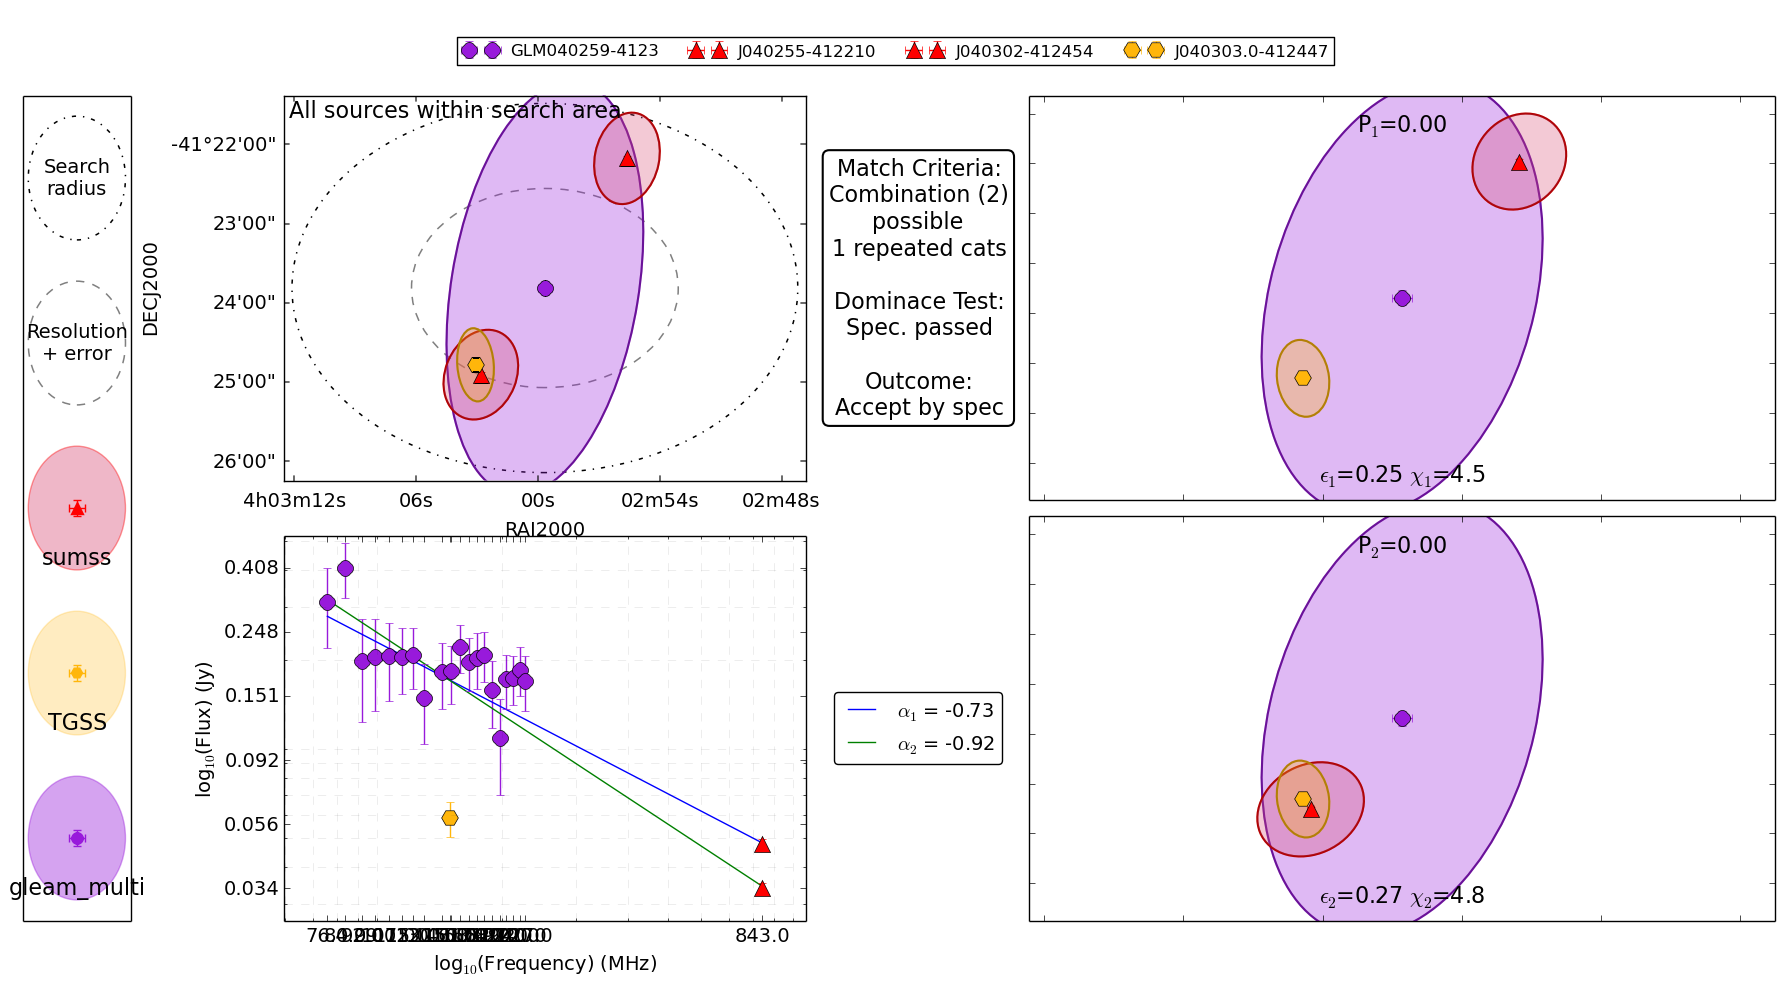 GLM040259-4123 J040255-412210 J040302-412454 J040303.0-412447
Search
radius
Resolution
+ error
sumss
TGSS
gleam_multi
All sources within search area
DECJ2000
-41°22'00"
23'00"
24'00"
25'00"
26'00"
4h03m12s 06s 00s 02m54s 02m48s
RAJ2000
Match Criteria:
Combination (2)
possible
1 repeated cats
Dominace Test:
Spec. passed
Outcome:
Accept by spec
P₁=0.00
ϵ₁=0.25 χ₁=4.5
P₂=0.00
ϵ₂=0.27 χ₂=4.8
log₁₀(Flux) (Jy)
0.408
0.248
0.151
0.092
0.056
0.034
843.0
log₁₀(Frequency) (MHz)
α₁ = -0.73
α₂ = -0.92